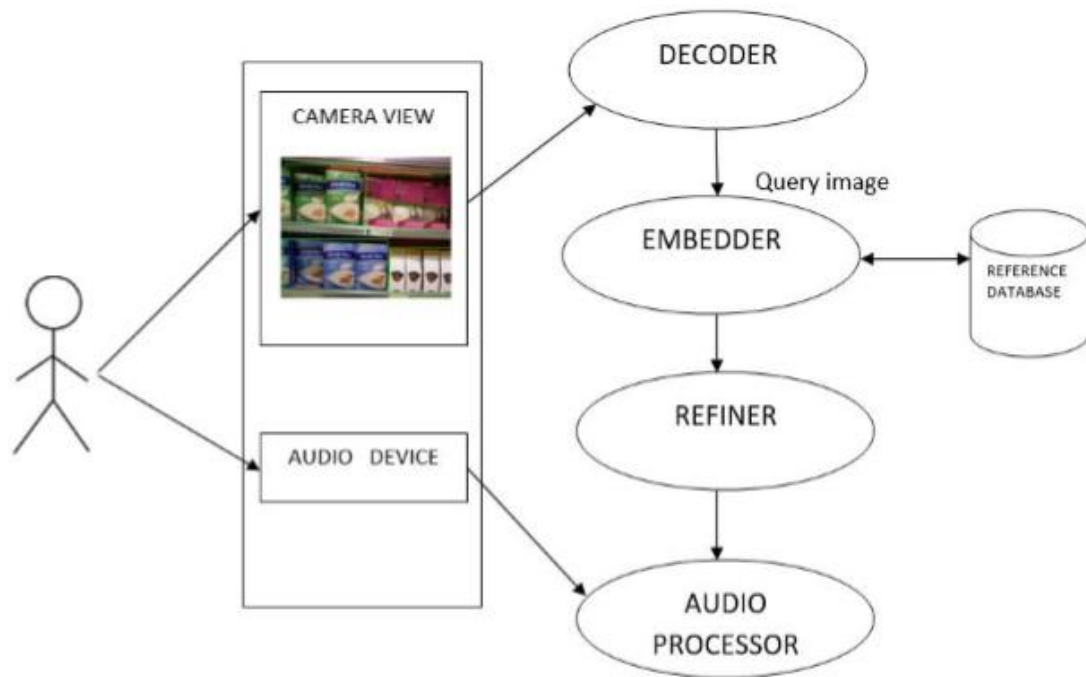 DECODER
CAMERA VIEW
Query image
EMBEDDER
REFERENCE
DATABASE
REFINER
AUDIO DEVICE
AUDIO
PROCESSOR